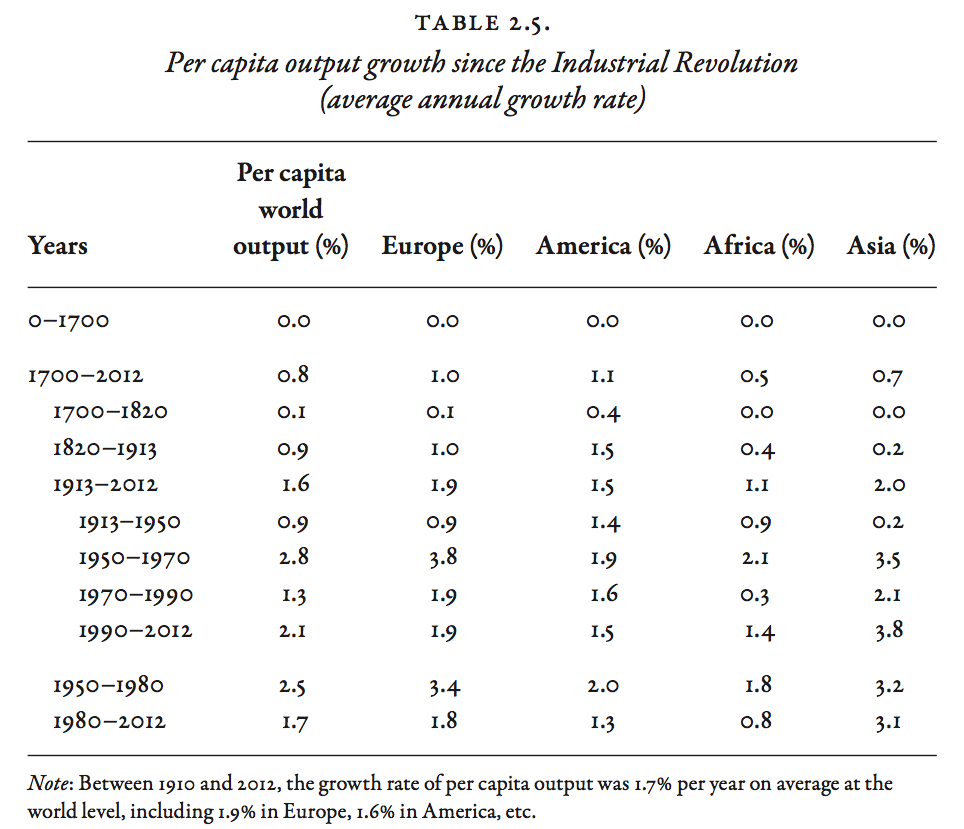 TABLE 2.5.
Per capita output growth since the Industrial Revolution
(average annual growth rate)
Per capita
world
Years output (%) Europe (%) America (%) Africa (%) Asia (%)
0–1700 0.0 0.0 0.0 0.0 0.0
1700–2012 0.8 1.0 1.1 0.5 0.7
1700–1820 0.1 0.1 0.4 0.0 0.0
1820–1913 0.9 1.0 1.5 0.4 0.2
1913–2012 1.6 1.9 1.5 1.1 2.0
1913–1950 0.9 0.9 1.4 0.9 0.2
1950–1970 2.8 3.8 1.9 2.1 3.5
1970–1990 1.3 1.9 1.6 0.3 2.1
1990–2012 2.1 1.9 1.5 1.4 3.8
1950–1980 2.5 3.4 2.0 1.8 3.2
1980–2012 1.7 1.8 1.3 0.8 3.1
Note: Between 1910 and 2012, the growth rate of per capita output was 1.7% per year on average at the
world level, including 1.9% in Europe, 1.6% in America, etc.